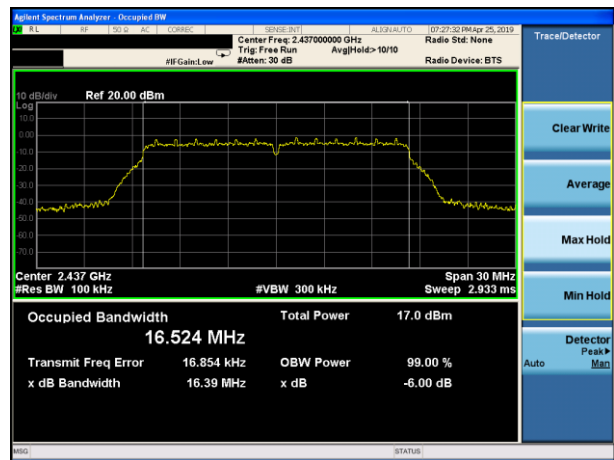 Agilent Spectrum Analyzer - Occupied BW
RL RF 50 Ω AC CORREC SENSE:INT ALIGNAUTO 07:27:32 PM Apr 25, 2019
Center Freq: 2.437000000 GHz Radio Std: None
Trig: Free Run Avg|Hold:> 10/10
#IFGain:Low #Atten: 30 dB Radio Device: BTS
Trace/Detector
10 dB/div Ref 20.00 dBm
Log
10.0
0.00
-10.0
-20.0
-30.0
-40.0
-50.0
-60.0
-70.0
Center 2.437 GHz Span 30 MHz
#Res BW 100 kHz #VBW 300 kHz Sweep 2.933 ms
Occupied Bandwidth Total Power 17.0 dBm
16.524 MHz
Transmit Freq Error 16.854 kHz OBW Power 99.00 %
x dB Bandwidth 16.39 MHz x dB -6.00 dB
Clear Write
Average
Max Hold
Min Hold
Detector
Peak▶
Auto Man
MSG STATUS